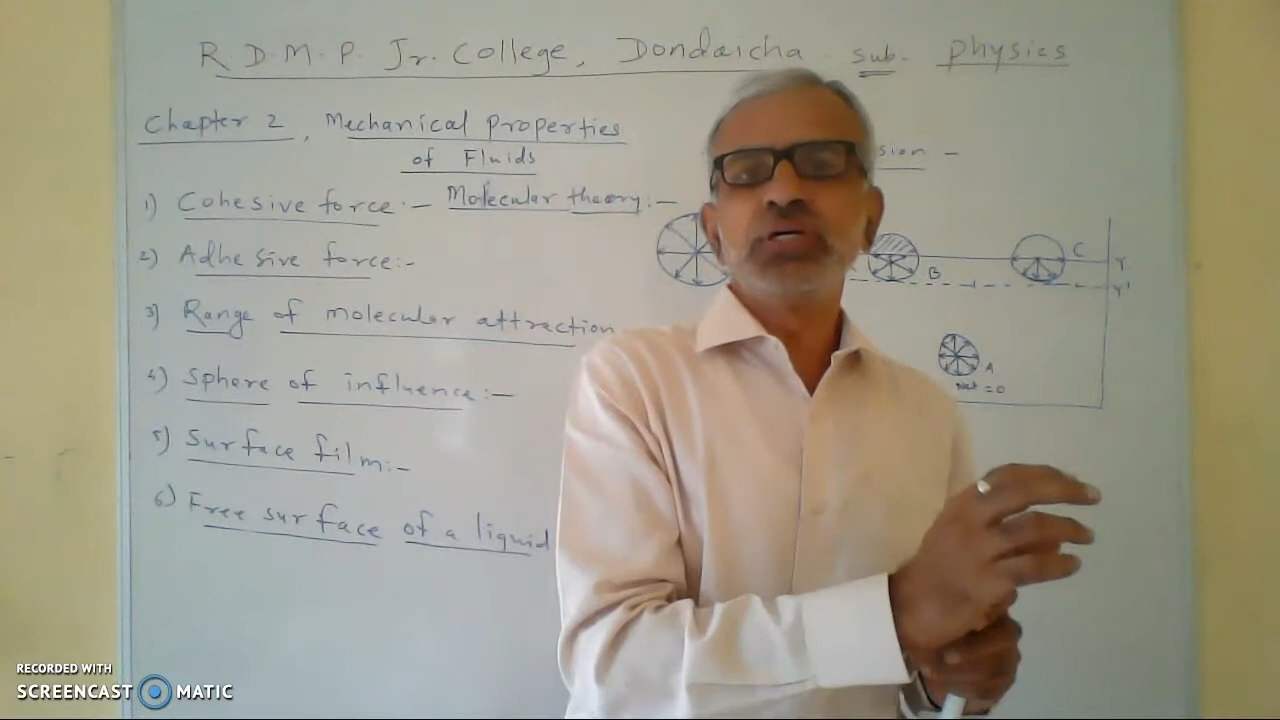 R D.M.P. Jr. College, Dondaicha sub. physics
Chapter 2, Mechanical properties
of Fluids
1) Cohesive force:- Molecular theory:-
2) Adhesive force:-
3) Range of molecular attraction
4) Sphere of influence:-
5) Surface film:-
6) Free surface of a liquid
B
C
Y
Y'
A
= 0
RECORDED WITH
SCREENCAST MATIC